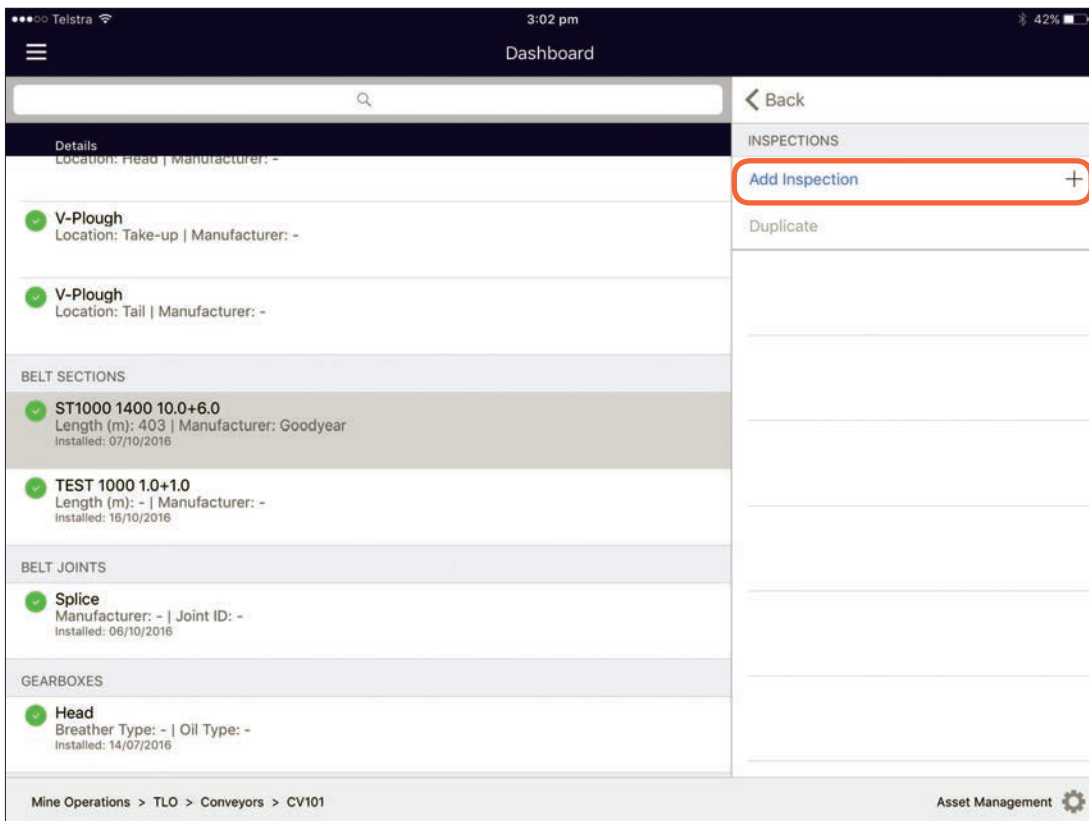 Telstra 3:02 pm 42%
Dashboard
Back
Details
Location: Head | Manufacturer: -
V-Plough
Location: Take-up | Manufacturer: -
V-Plough
Location: Tail | Manufacturer: -
BELT SECTIONS
ST1000 1400 10.0+6.0
Length (m): 403 | Manufacturer: Goodyear
Installed: 07/10/2016
TEST 1000 1.0+1.0
Length (m): - | Manufacturer: -
Installed: 16/10/2016
BELT JOINTS
Splice
Manufacturer: - | Joint ID: -
Installed: 06/10/2016
GEARBOXES
Head
Breather Type: - | Oil Type: -
Installed: 14/07/2016
INSPECTIONS
Add Inspection +
Duplicate
Mine Operations > TLO > Conveyors > CV101
Asset Management